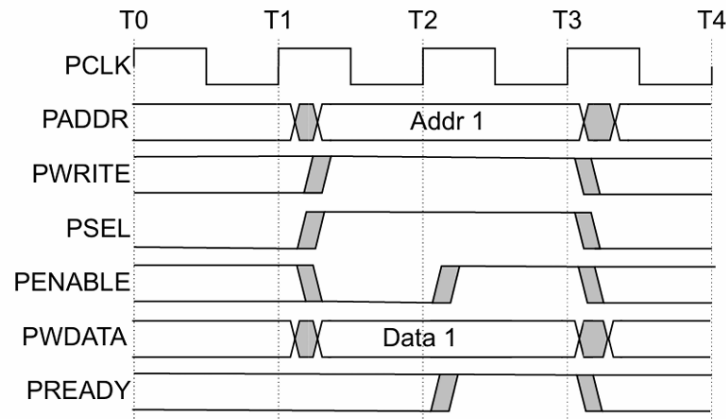 T0 T1 T2 T3 T4
PCLK
PADDR Addr 1
PWRITE
PSEL
PENABLE
PWDATA Data 1
PREADY